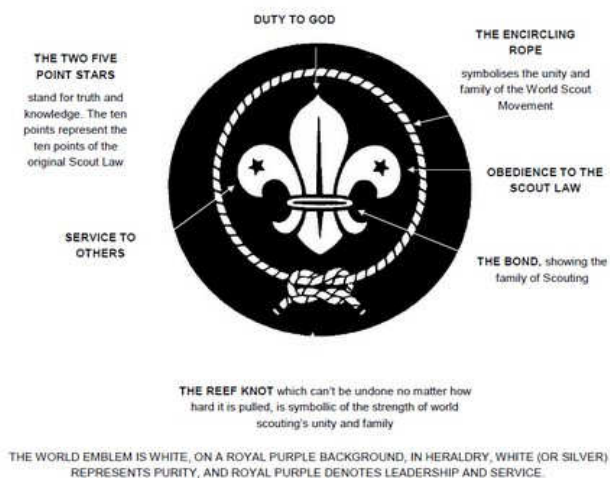 DUTY TO GOD
THE TWO FIVE
POINT STARS
stand for truth and
knowledge. The ten
points represent the
ten points of the
original Scout Law
THE ENCIRCLING
ROPE
symbolises the unity and
family of the World Scout
Movement
OBEDIENCE TO THE
SCOUT LAW
SERVICE TO
OTHERS
THE BOND, showing the
family of Scouting
THE REEF KNOT which can't be undone no matter how
hard it is pulled, is symbollic of the strength of world
scouting's unity and family
THE WORLD EMBLEM IS WHITE, ON A ROYAL PURPLE BACKGROUND, IN HERALDRY, WHITE (OR SILVER)
REPRESENTS PURITY, AND ROYAL PURPLE DENOTES LEADERSHIP AND SERVICE.